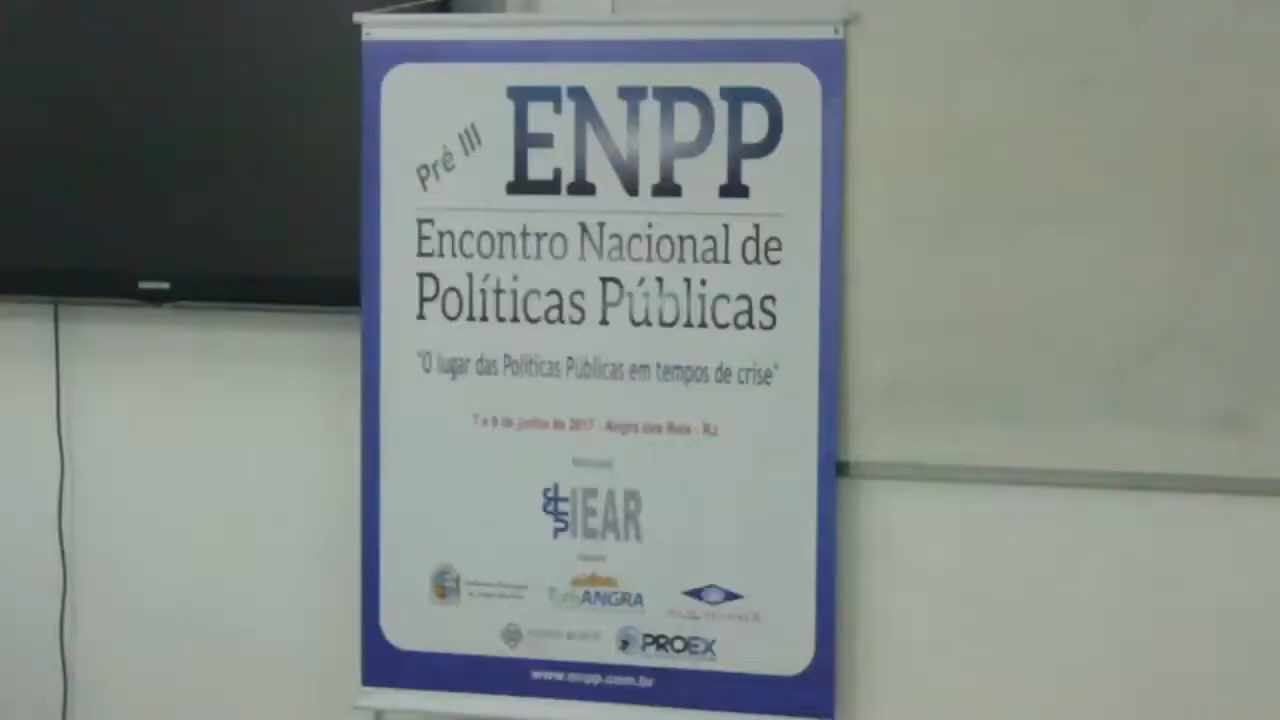 Pré III
ENPP
Encontro Nacional de
Políticas Públicas
"O lugar das Políticas Públicas em tempos de crise"
7 e 8 de junho de 2017 - Angra dos Reis - RJ
IEAR
ANGRA
PROEX
www.enpp.com.br